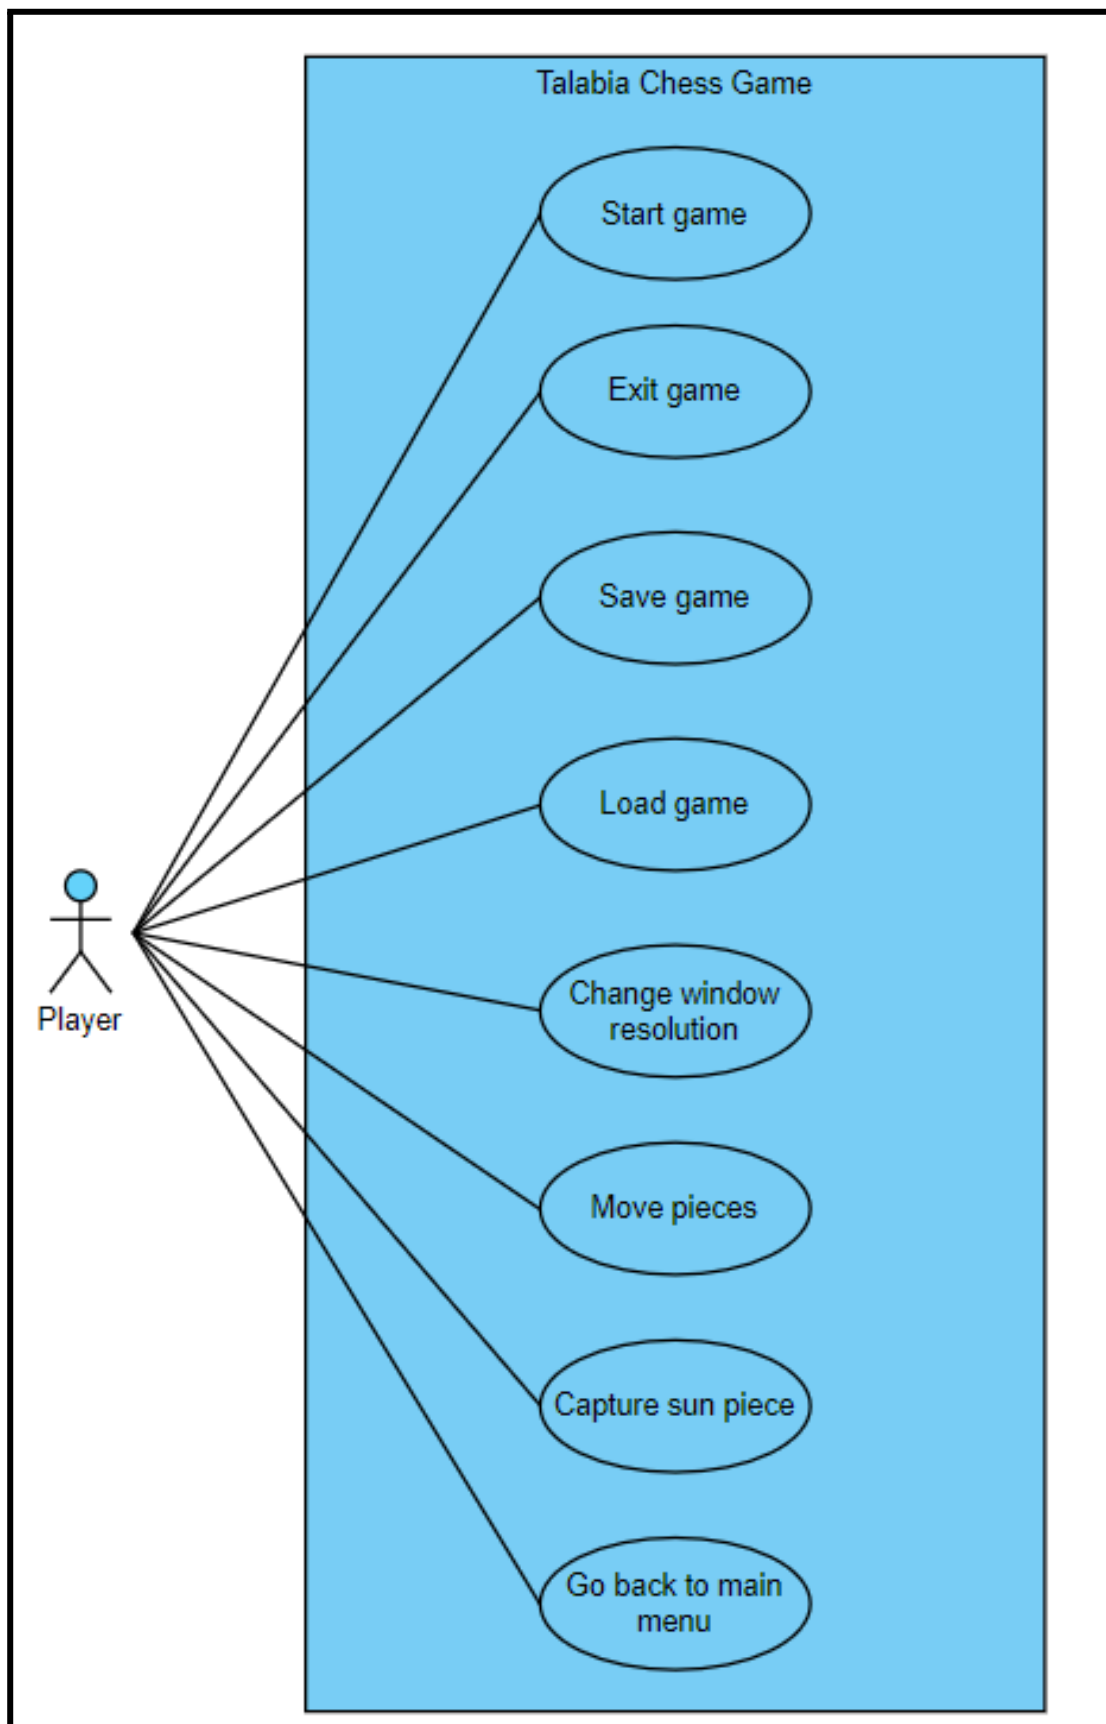 Talabia Chess Game
Start game
Exit game
Save game
Load game
Player
Change window
resolution
Move pieces
Capture sun piece
Go back to main
menu